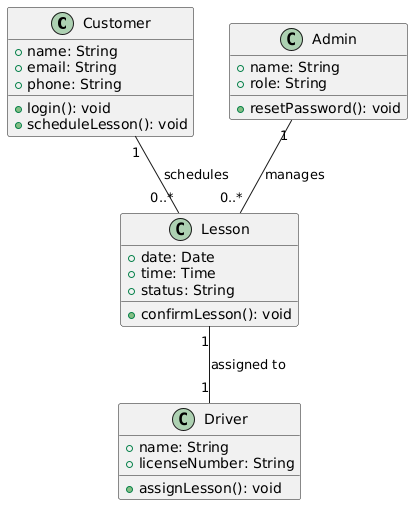 C Customer
name: String
email: String
phone: String
login(): void
scheduleLesson(): void
C Admin
name: String
role: String
resetPassword(): void
1
schedules
0..*
1
manages
0..*
C Lesson
date: Date
time: Time
status: String
confirmLesson(): void
1
assigned to
1
C Driver
name: String
licenseNumber: String
assignLesson(): void